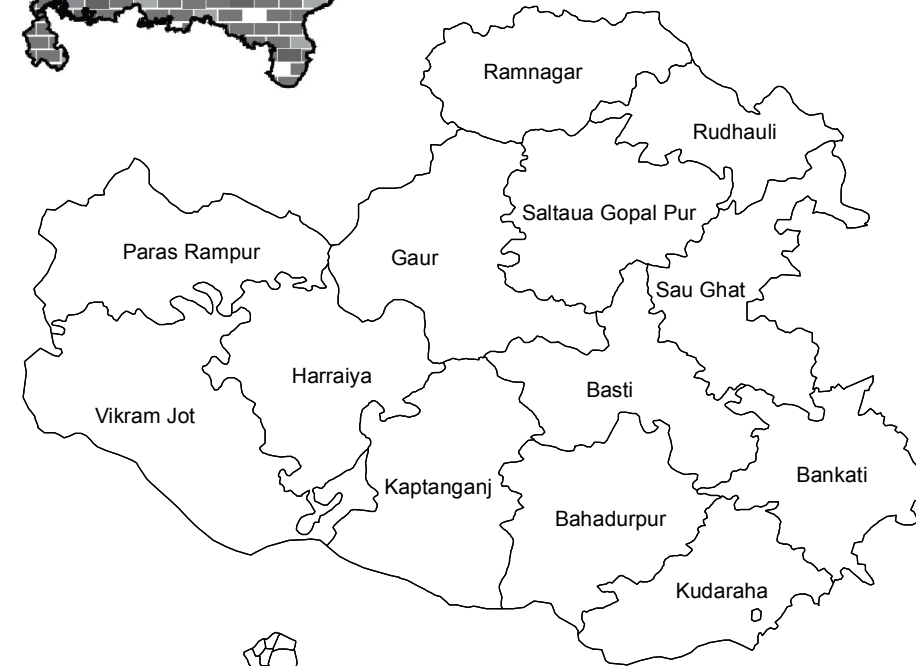 Ramnagar
Rudhauli
Saltaua Gopal Pur
Paras Rampur
Gaur
Sau Ghat
Harraiya
Basti
Vikram Jot
Kaptanganj
Bankati
Bahadurpur
Kudaraha